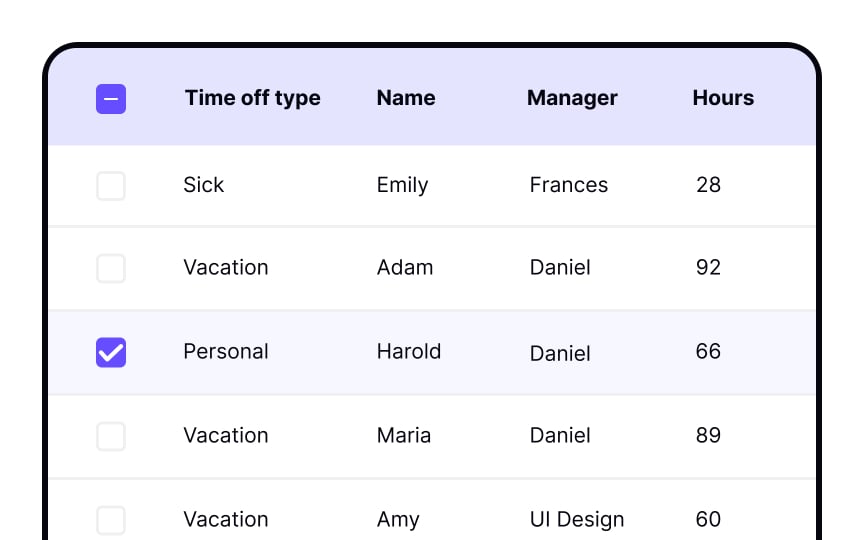 Time off type Name Manager Hours
Sick Emily Frances 28
Vacation Adam Daniel 92
Personal Harold Daniel 66
Vacation Maria Daniel 89
Vacation Amy UI Design 60